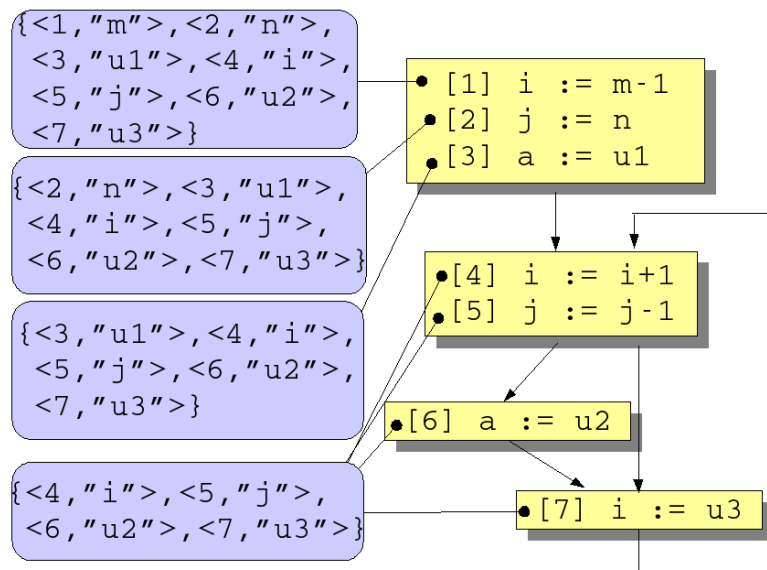 {<1,"m">,<2,"n">,
<3,"u1">,<4,"i">,
<5,"j">,<6,"u2">,
<7,"u3">}
{<2,"n">,<3,"u1">,
<4,"i">,<5,"j">,
<6,"u2">,<7,"u3">}
{<3,"u1">,<4,"i">,
<5,"j">,<6,"u2">,
<7,"u3">}
{<4,"i">,<5,"j">,
<6,"u2">,<7,"u3">}
[1] i := m-1
[2] j := n
[3] a := u1
[4] i := i+1
[5] j := j-1
[6] a := u2
[7] i := u3